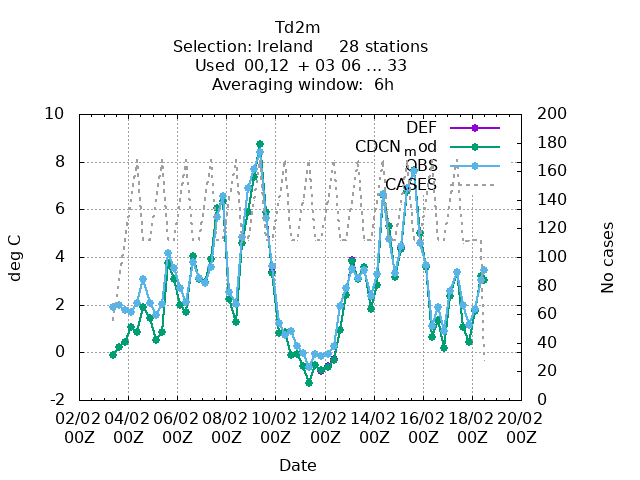 Td2m
Selection: Ireland 28 stations
Used 00,12 + 03 06 ... 33
Averaging window: 6h
10
8
6
4
2
0
-2
deg C
200
180
160
140
120
100
80
60
40
20
0
No cases
DEF
CDCN_mod
OBS
CASES
02/02 04/02 06/02 08/02 10/02 12/02 14/02 16/02 18/02 20/02
00Z 00Z 00Z 00Z 00Z 00Z 00Z 00Z 00Z 00Z
Date